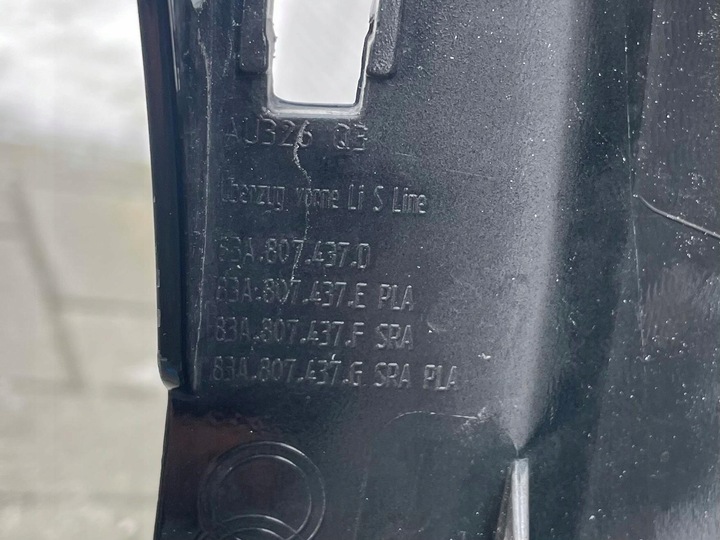 AU326 Q3
Überzug vorne Li S Line
83A.807.437.D
83A.807.437.E PLA
83A.807.437.F SRA
83A.807.437.G SRA PLA